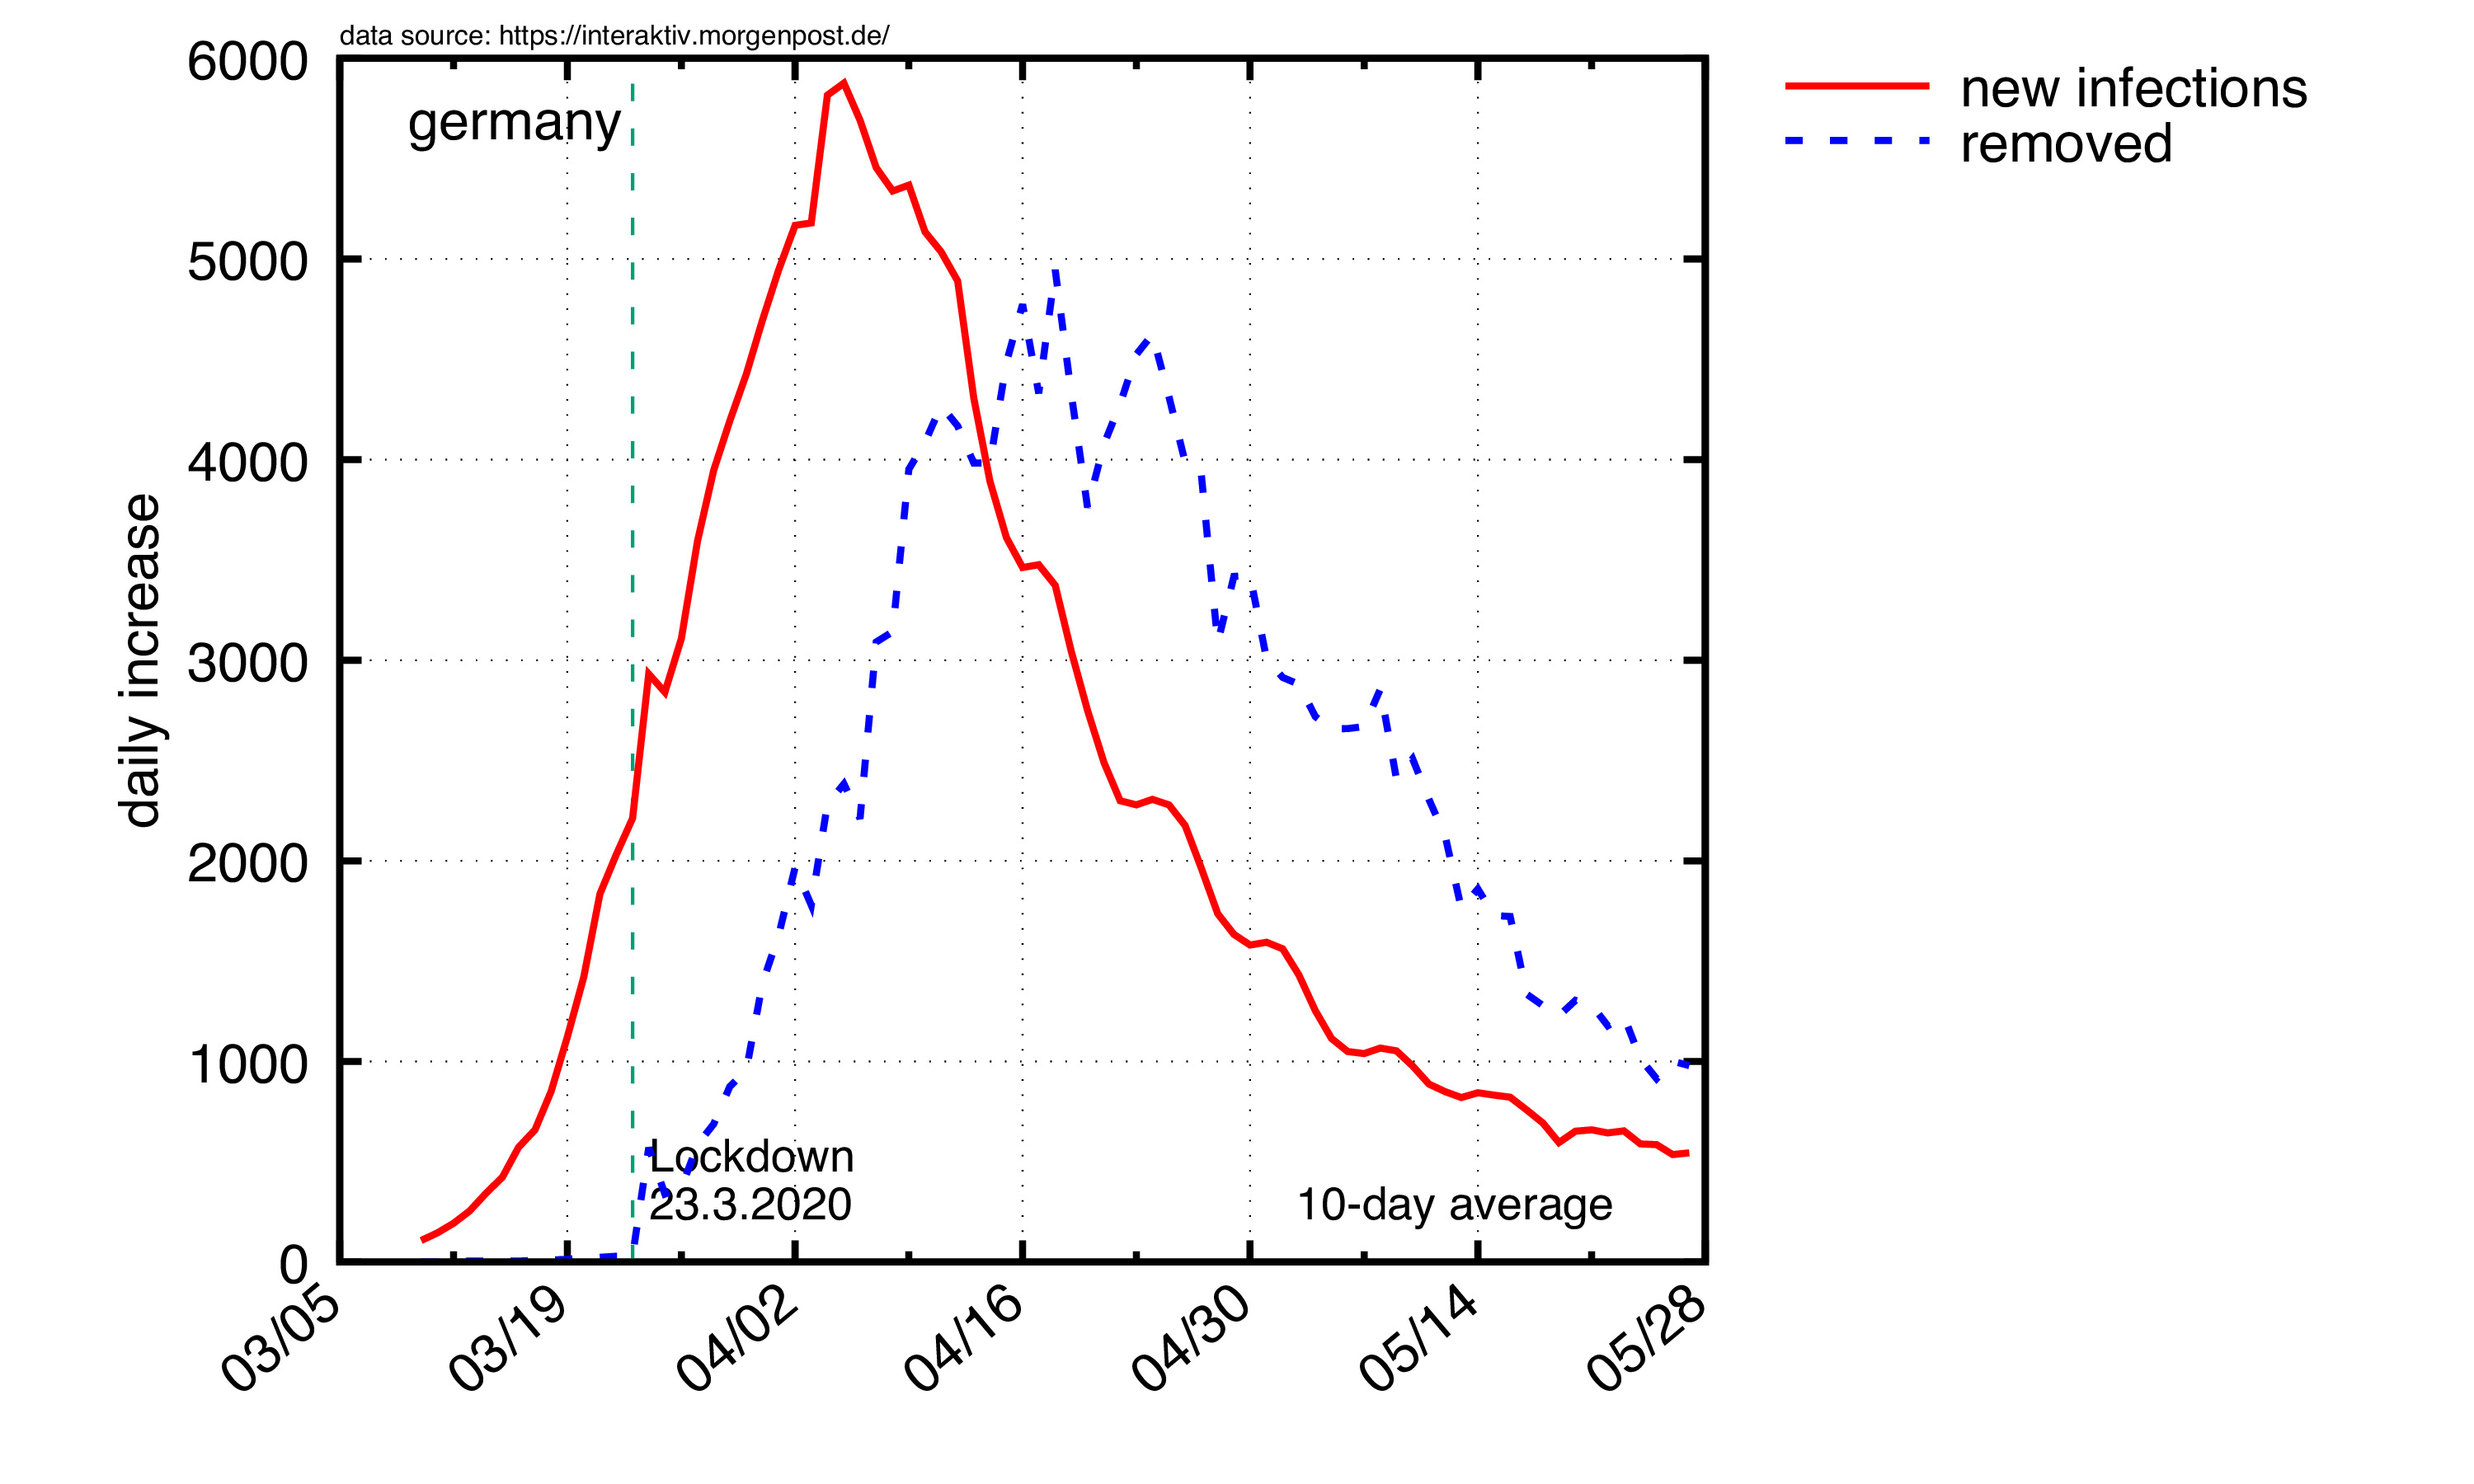 data source: https://interaktiv.morgenpost.de/
germany
new infections
removed
daily increase
6000
5000
4000
3000
2000
1000
0
Lockdown
23.3.2020
10-day average
03/05
03/19
04/02
04/16
04/30
05/14
05/28